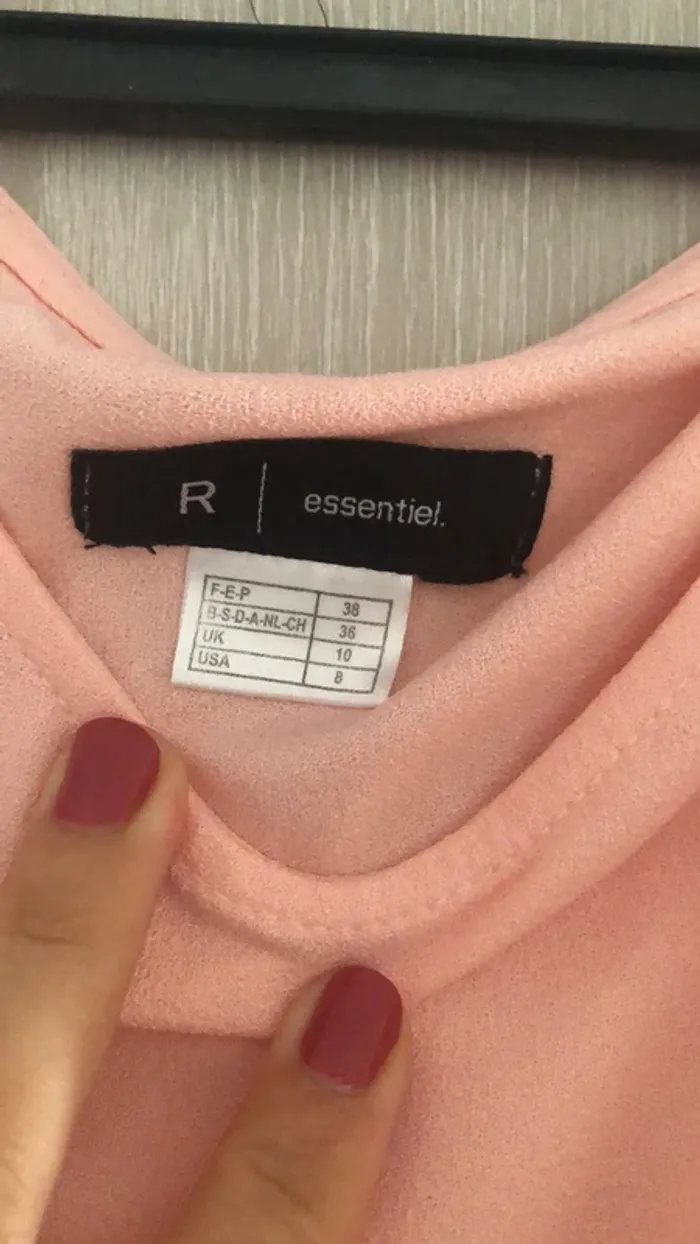 R | essentiel.
F-E-P 38
B-S-D-A-NL-CH 36
UK 10
USA 8